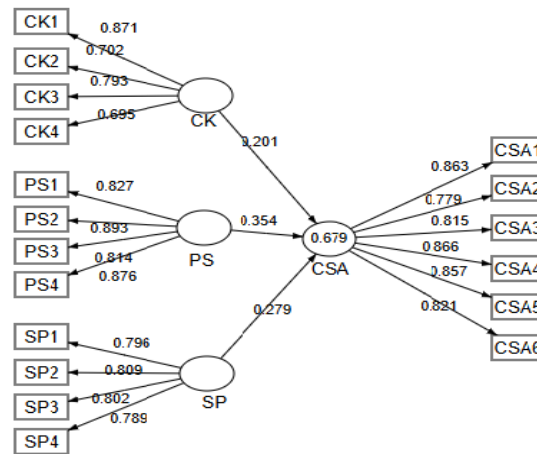 CK1
0.871
CK2
0.702
CK3
0.793
CK4
0.695
CK
0.201
PS1
0.827
PS2
0.893
PS3
0.814
PS4
0.876
PS
0.354
SP1
0.796
SP2
0.809
SP3
0.802
SP4
0.789
SP
0.279
0.679
CSA
CSA1
0.863
CSA2
0.779
CSA3
0.815
CSA4
0.866
CSA5
0.857
CSA6
0.821